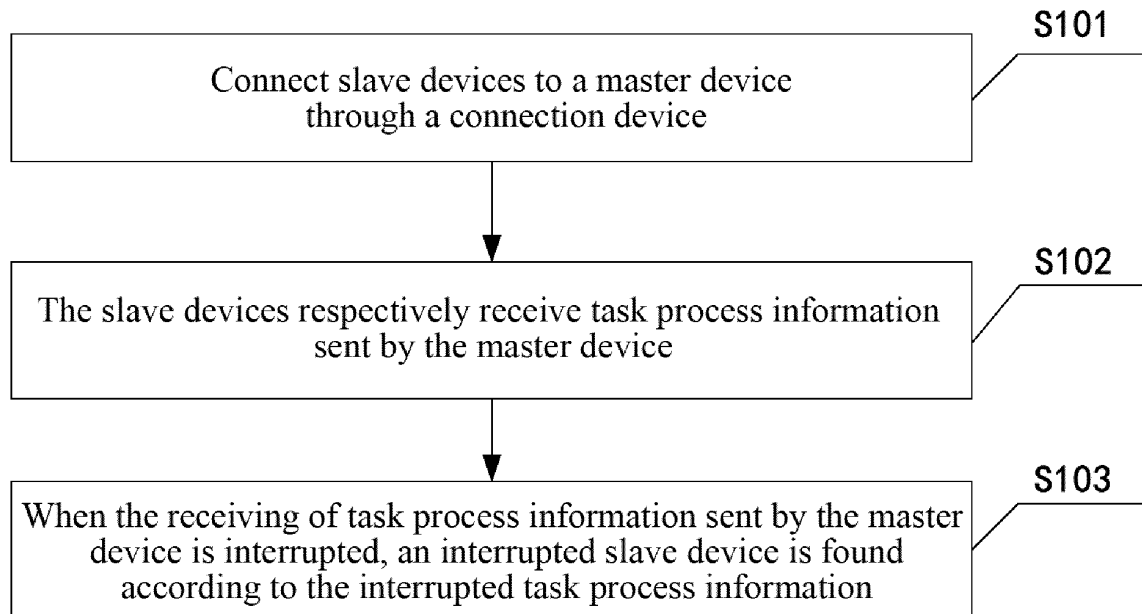 S101
Connect slave devices to a master device
through a connection device
S102
The slave devices respectively receive task process information
sent by the master device
S103
When the receiving of task process information sent by the master
device is interrupted, an interrupted slave device is found
according to the interrupted task process information